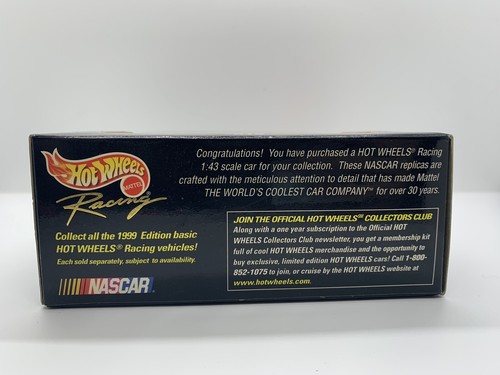 HOT WHEELS
MATTEL
Racing
Congratulations! You have purchased a HOT WHEELS® Racing
1:43 scale car for your collection. These NASCAR replicas are
crafted with the meticulous attention to detail that has made Mattel
THE WORLD'S COOLEST CAR COMPANY™ for over 30 years.
Collect all the 1999 Edition basic
HOT WHEELS® Racing vehicles!
Each sold separately, subject to availability.
NASCAR
JOIN THE OFFICIAL HOT WHEELS℠ COLLECTORS CLUB
Along with a one year subscription to the Official HOT
WHEELS Collectors Club newsletter, you get a membership kit
full of cool HOT WHEELS merchandise and the opportunity to
buy exclusive, limited edition HOT WHEELS cars! Call 1-800-
852-1075 to join, or cruise by the HOT WHEELS website at
www.hotwheels.com.